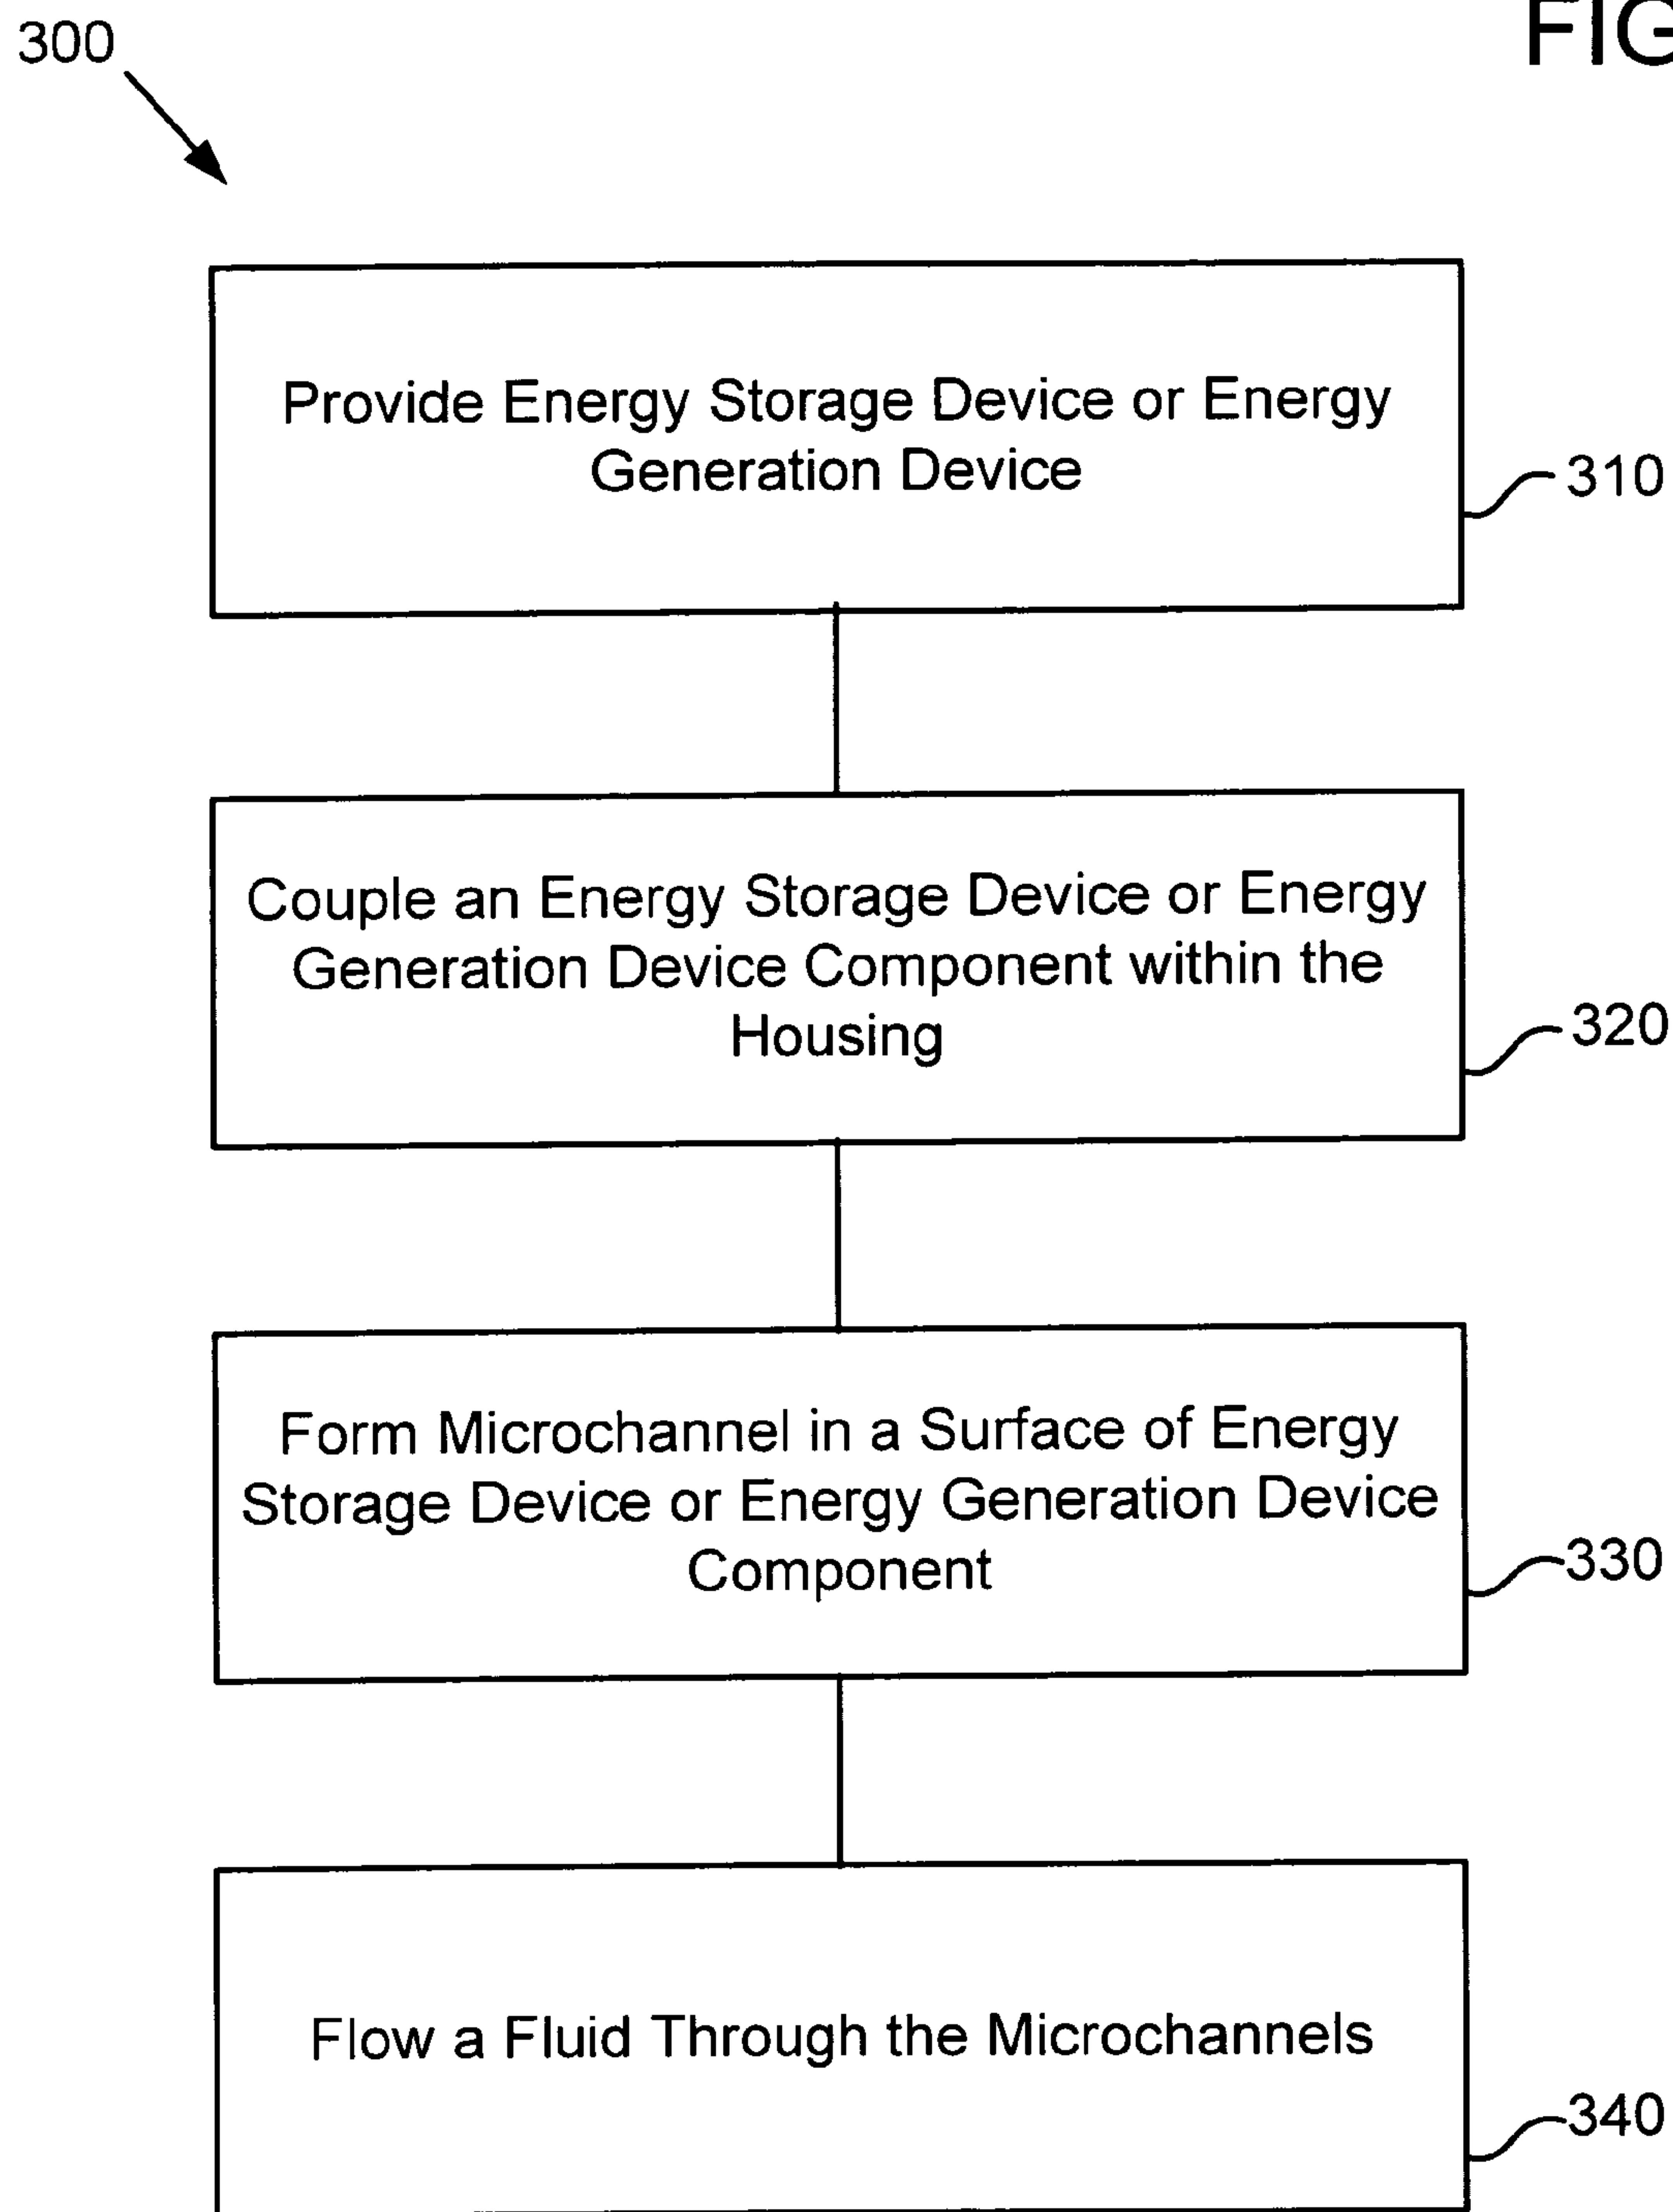 300
FIG
Provide Energy Storage Device or Energy
Generation Device
310
Couple an Energy Storage Device or Energy
Generation Device Component within the
Housing
320
Form Microchannel in a Surface of Energy
Storage Device or Energy Generation Device
Component
330
Flow a Fluid Through the Microchannels
340